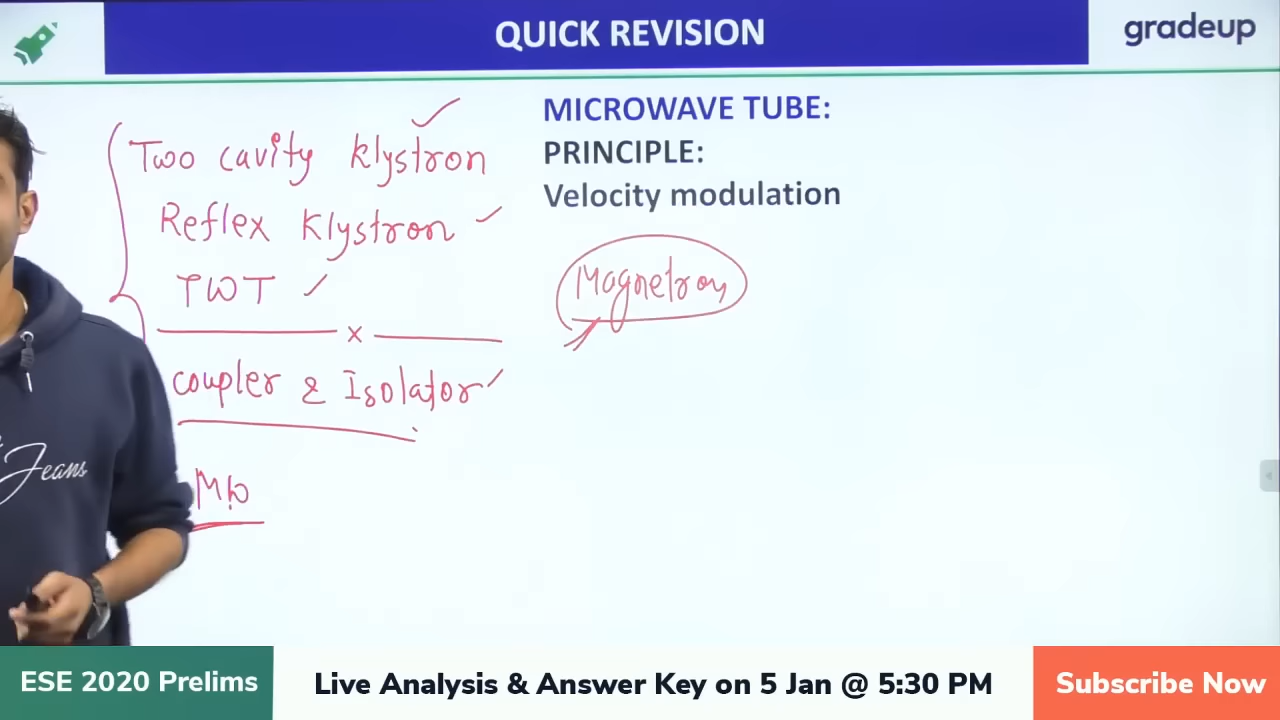 QUICK REVISION
gradeup
Two cavity klystron
Reflex Klystron
TWT
x
coupler & Isolator
MW
MICROWAVE TUBE:
PRINCIPLE:
Velocity modulation
Magnetron
Jeans
ESE 2020 Prelims
Live Analysis & Answer Key on 5 Jan @ 5:30 PM
Subscribe Now